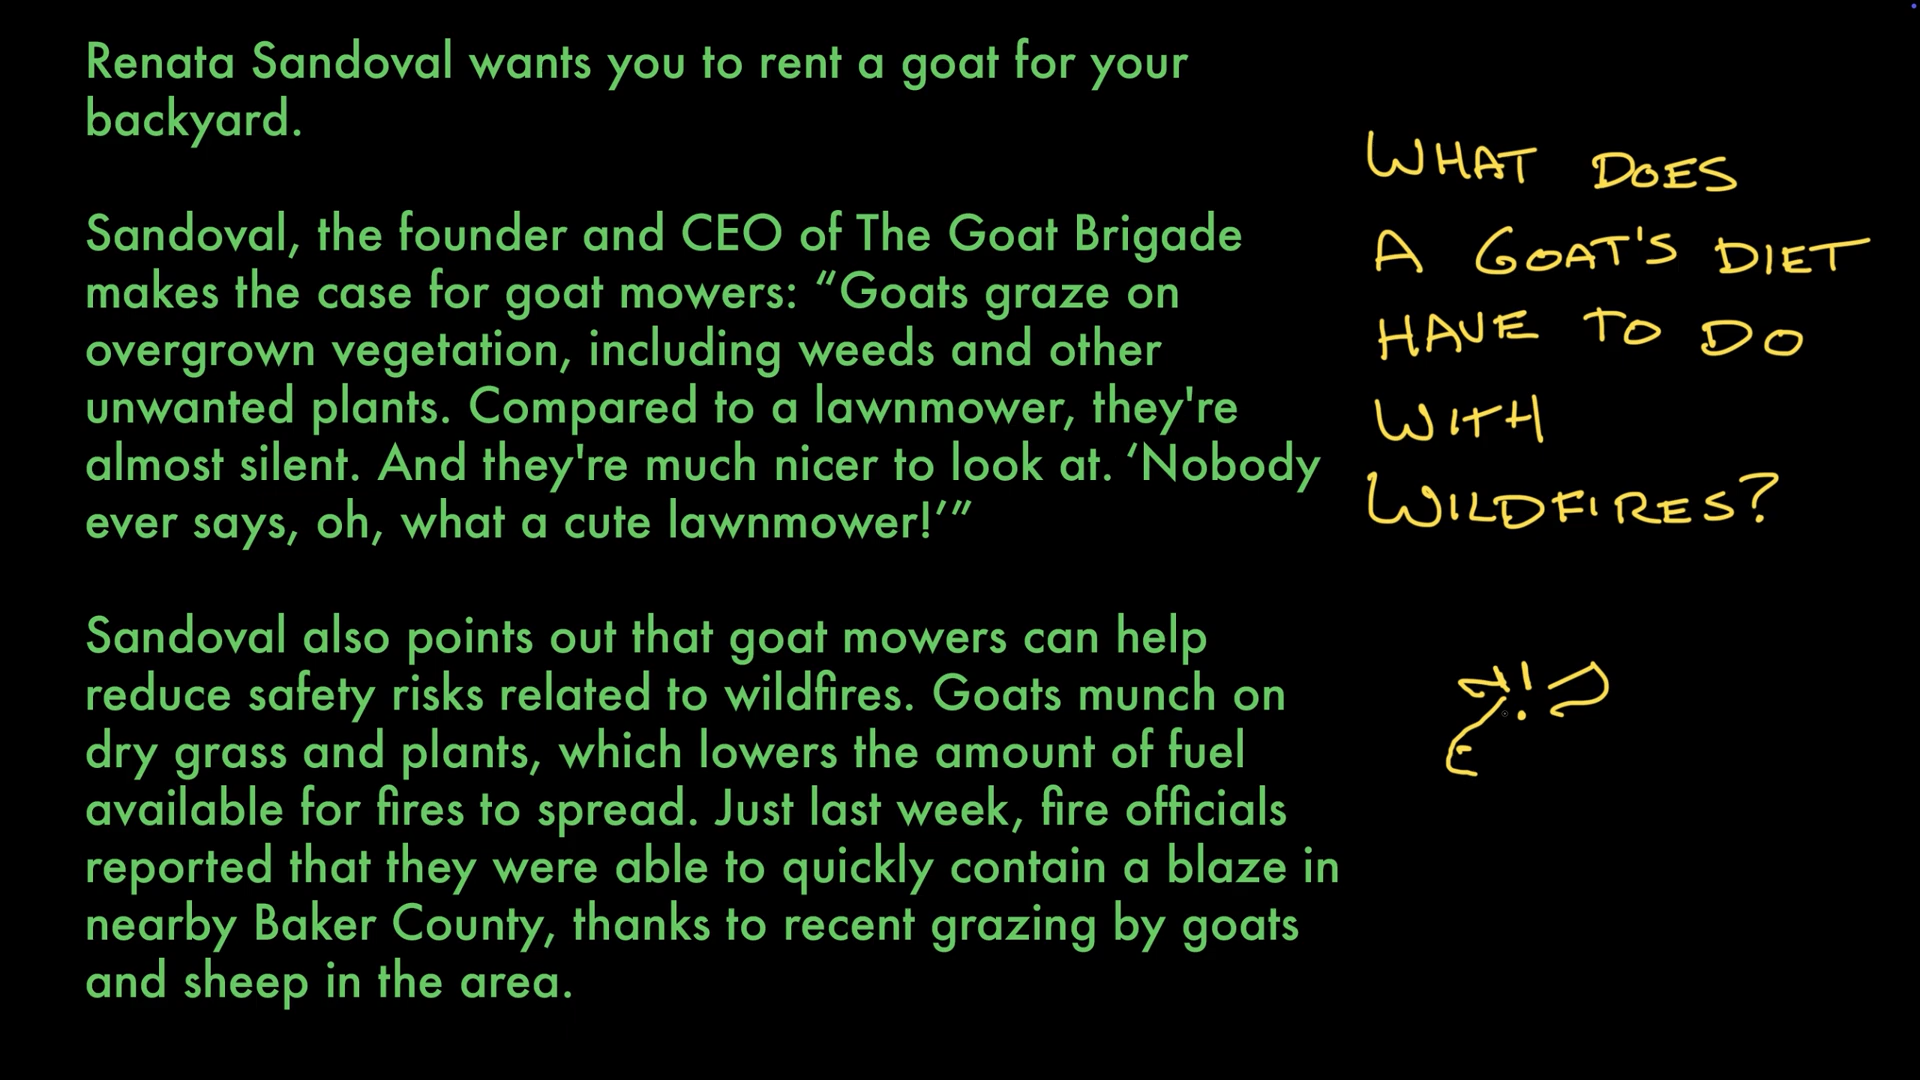 Renata Sandoval wants you to rent a goat for your
backyard.
Sandoval, the founder and CEO of The Goat Brigade
makes the case for goat mowers: “Goats graze on
overgrown vegetation, including weeds and other
unwanted plants. Compared to a lawnmower, they're
almost silent. And they're much nicer to look at. ‘Nobody
ever says, oh, what a cute lawnmower!’”
Sandoval also points out that goat mowers can help
reduce safety risks related to wildfires. Goats munch on
dry grass and plants, which lowers the amount of fuel
available for fires to spread. Just last week, fire officials
reported that they were able to quickly contain a blaze in
nearby Baker County, thanks to recent grazing by goats
and sheep in the area.
WHAT DOES
A GOAT'S DIET
HAVE TO DO
WITH
WILDFIRES?